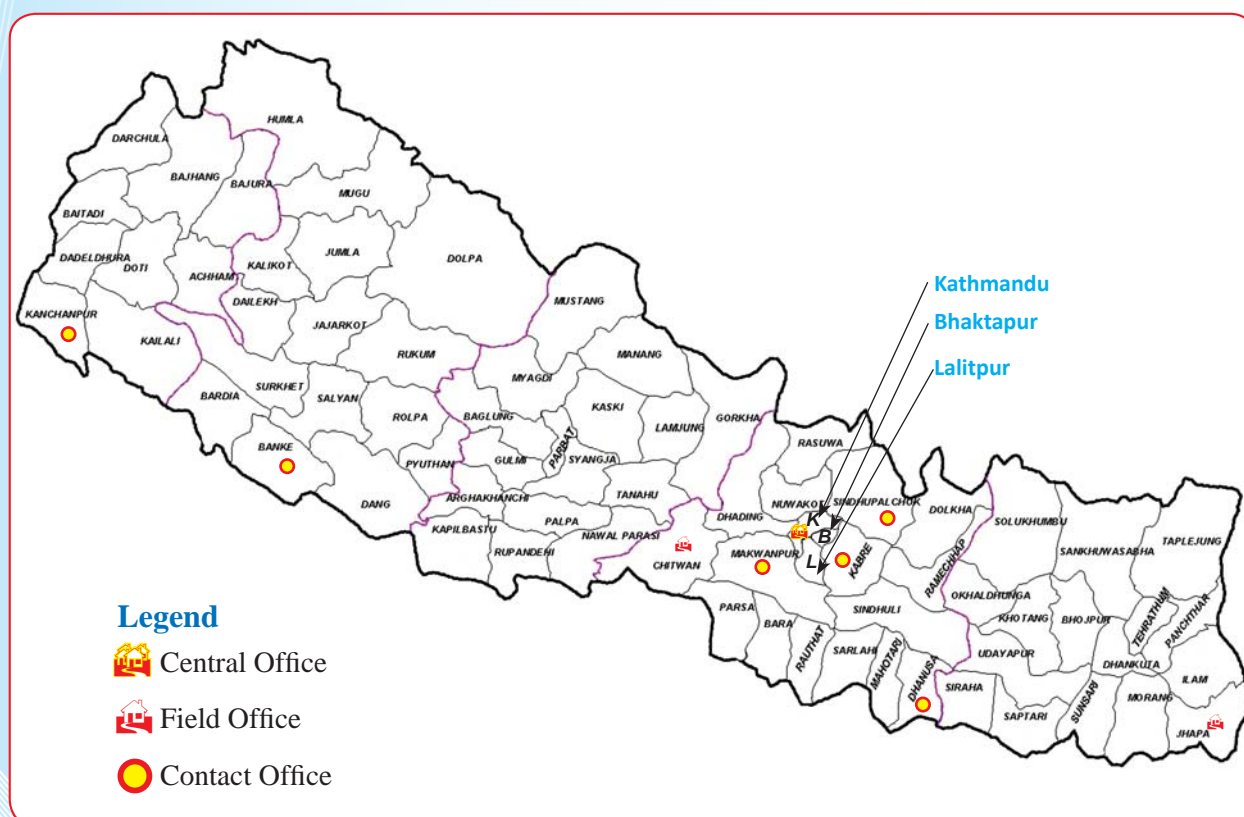 HUMLA
DARCHULA
BAJHANG
BAJURA
MUGU
BAITADI
DADELDHURA
DOTI
ACHHAM
KALIKOT
JUMLA
DOLPA
DAILEKH
MUSTANG
KANCHANPUR
KAILALI
JAJARKOT
RUKUM
MANANG
MYAGDI
SURKHET
BARDIA
SALYAN
ROLPA
BAGLUNG
PARBAT
KASKI
LAMJUNG
GORKHA
RASUWA
BANKE
PYUTHAN
GULMI
SYANGJA
DANG
ARGHAKHANCHI
TANAHU
NUWAKOT
SINDHUPALCHUK
DHADING
DOLKHA
SOLUKHUMBU
KAPILBASTU
PALPA
RUPANDEHI
NAWAL PARASI
CHITWAN
MAKWANPUR
K
B
L
KABRE
RAMECHHAP
SANKHUWASABHA
TAPLEJUNG
PARSA
BARA
RAUTHAT
SARLAHI
SINDHULI
MAHOTARI
DHANUSA
OKHALDHUNGA
KHOTANG
BHOJPUR
TEHRATHUM
PANCHTHAR
UDAYAPUR
DHANKUTA
SIRAHA
SAPTARI
SUNSARI
MORANG
ILAM
JHAPA
Kathmandu
Bhaktapur
Lalitpur
Legend
Central Office
Field Office
Contact Office